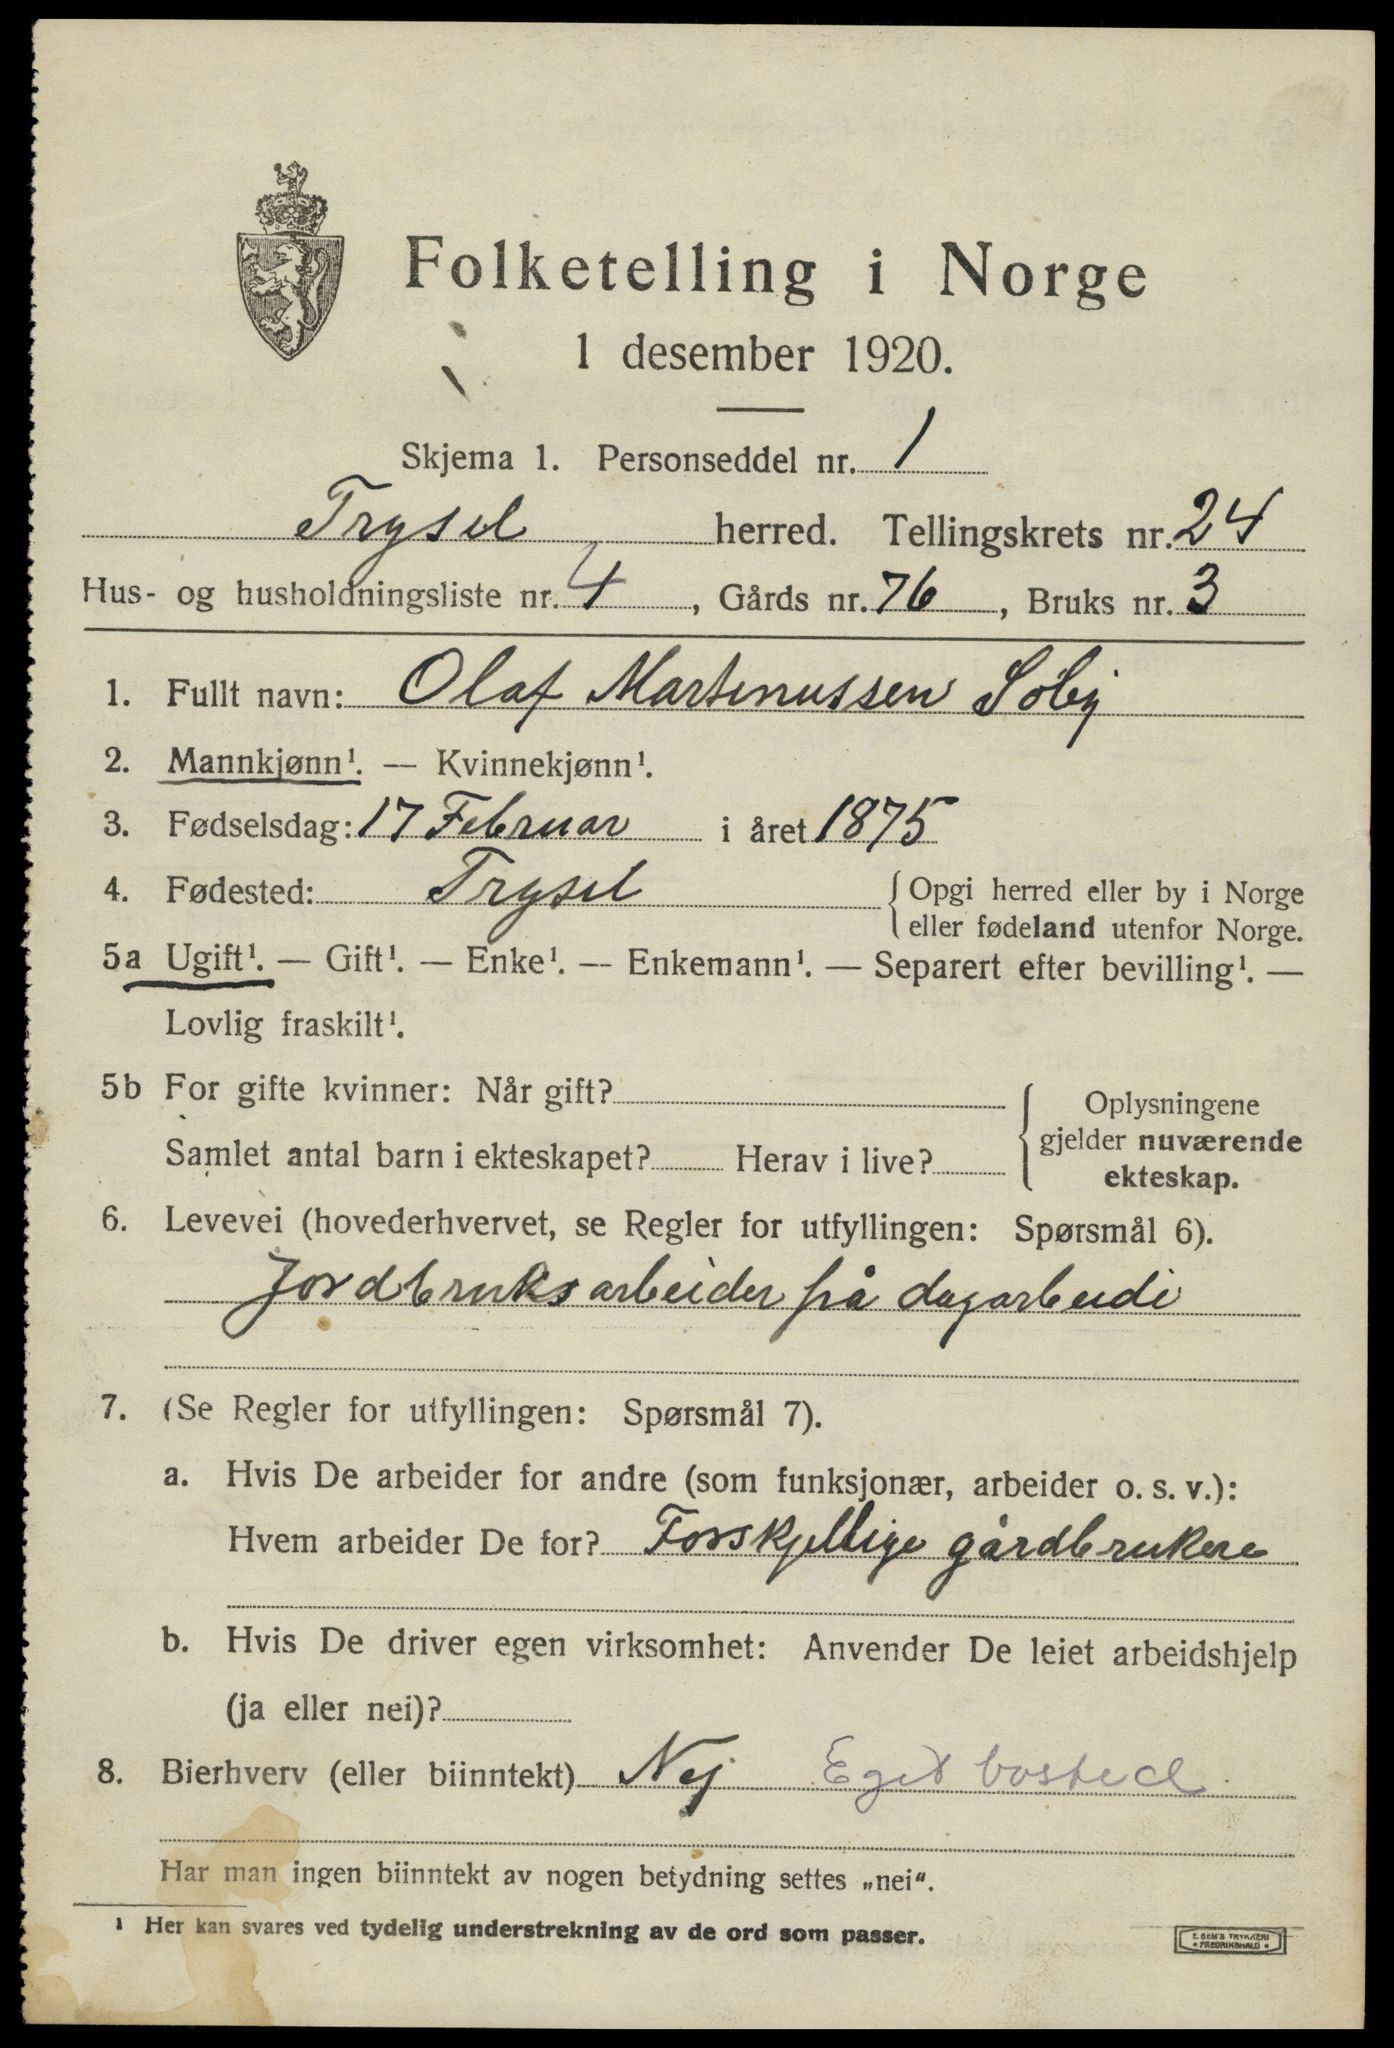 Folketelling i Norge
1 desember 1920.
Skjema 1. Personseddel nr. 1
Trysil herred. Tellingskrets nr. 24
Hus- og husholdningsliste nr. 4, Gårds nr. 76, Bruks nr. 3
1. Fullt navn: Olaf Martinussen Söby
2. Mannkjønn¹. — Kvinnekjønn¹.
3. Fødselsdag: 17 Februar i året 1875
4. Fødested: Trysil {Opgi herred eller by i Norge
eller fødeland utenfor Norge.
5a Ugift¹. — Gift¹. — Enke¹. — Enkemann¹. — Separert efter bevilling¹. —
Lovlig fraskilt¹.
5b For gifte kvinner: Når gift?
Samlet antal barn i ekteskapet? Herav i live?
{Oplysningene
gjelder nuværende
ekteskap.
6. Levevei (hovederhvervet, se Regler for utfyllingen: Spørsmål 6).
Jordbruksarbeider på dagarbeide
7. (Se Regler for utfyllingen: Spørsmål 7).
a. Hvis De arbeider for andre (som funksjonær, arbeider o. s. v.):
Hvem arbeider De for? Forskjellige gårdbrukere
b. Hvis De driver egen virksomhet: Anvender De leiet arbeidshjelp
(ja eller nei)?
8. Bierhverv (eller biinntekt) Nej Eget bosted
Har man ingen biinntekt av nogen betydning settes „nei“.
¹ Her kan svares ved tydelig understrekning av de ord som passer.
E. SEM'S TRYKKERI
FREDRIKSHALD